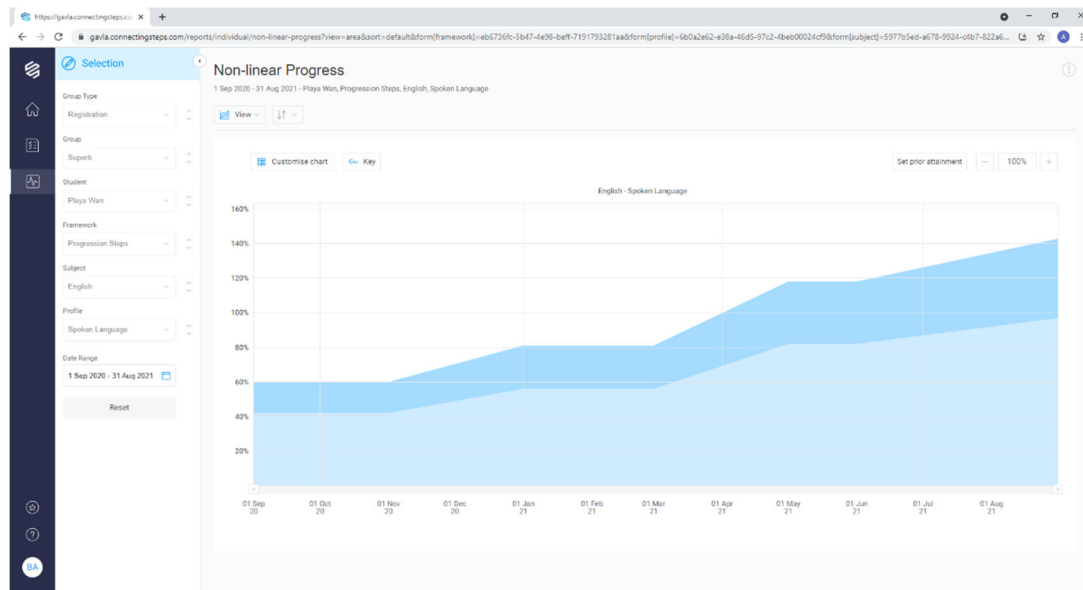 https://gavla.connectingsteps.co
gavla.connectingsteps.com/reports/individual/non-linear-progress?view=area&sort=default&form[framework]=eb6736fc-5b47-4e98-beff-7191793281aa&form[profile]=6b0a2e62-e38a-46d5-97c2-4beb00024cf9&form[subject]=5977b5ed-a678-9924-o4b7-822a6...
A
Selection
Group Type
Registration
Group
Superb
Student
Playa Wan
Framework
Progression Steps
Subject
English
Profile
Spoken Language
Date Range
1 Sep 2020 - 31 Aug 2021
Reset
BA
Non-linear Progress
1 Sep 2020 - 31 Aug 2021 - Playa Wan, Progression Steps, English, Spoken Language
View
Customise chart Key
Set prior attainment − 100% +
English - Spoken Language
160%
140%
120%
100%
80%
60%
40%
20%
01 Sep 20
01 Oct 20
01 Nov 20
01 Dec 20
01 Jan 21
01 Feb 21
01 Mar 21
01 Apr 21
01 May 21
01 Jun 21
01 Jul 21
01 Aug 21